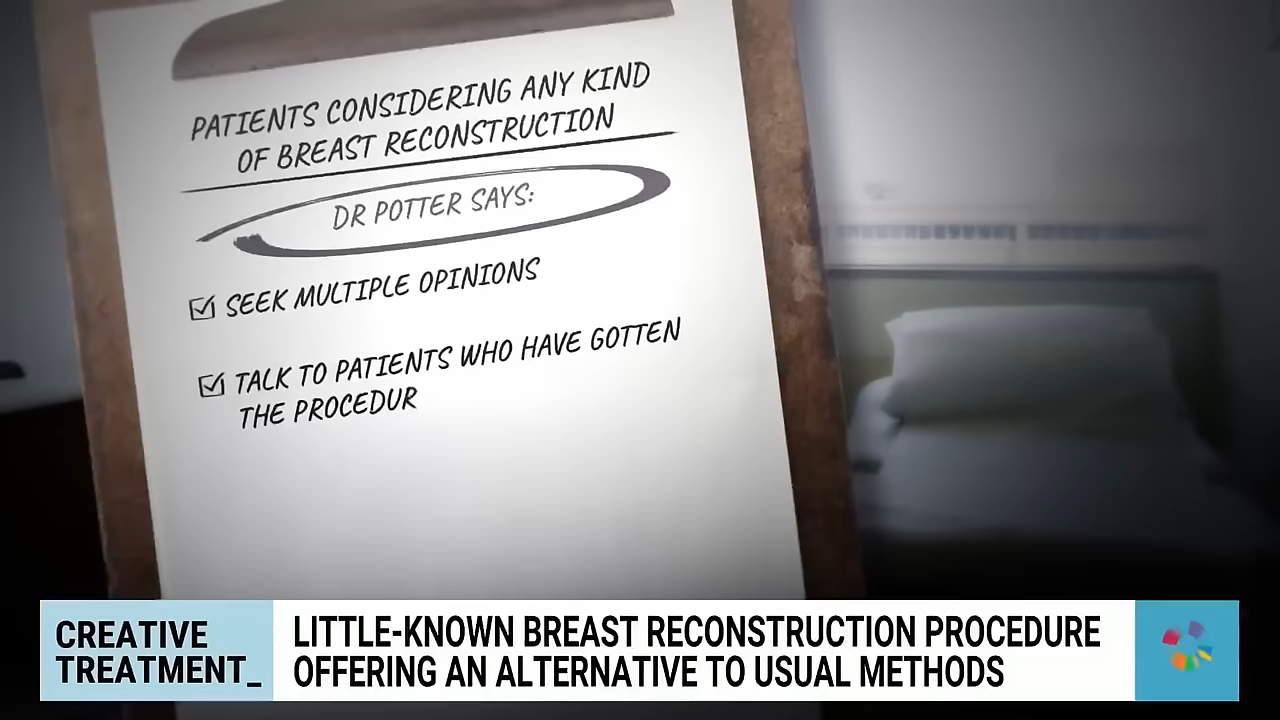 PATIENTS CONSIDERING ANY KIND
OF BREAST RECONSTRUCTION
DR POTTER SAYS:
SEEK MULTIPLE OPINIONS
TALK TO PATIENTS WHO HAVE GOTTEN
THE PROCEDUR
CREATIVE
TREATMENT_
LITTLE-KNOWN BREAST RECONSTRUCTION PROCEDURE
OFFERING AN ALTERNATIVE TO USUAL METHODS